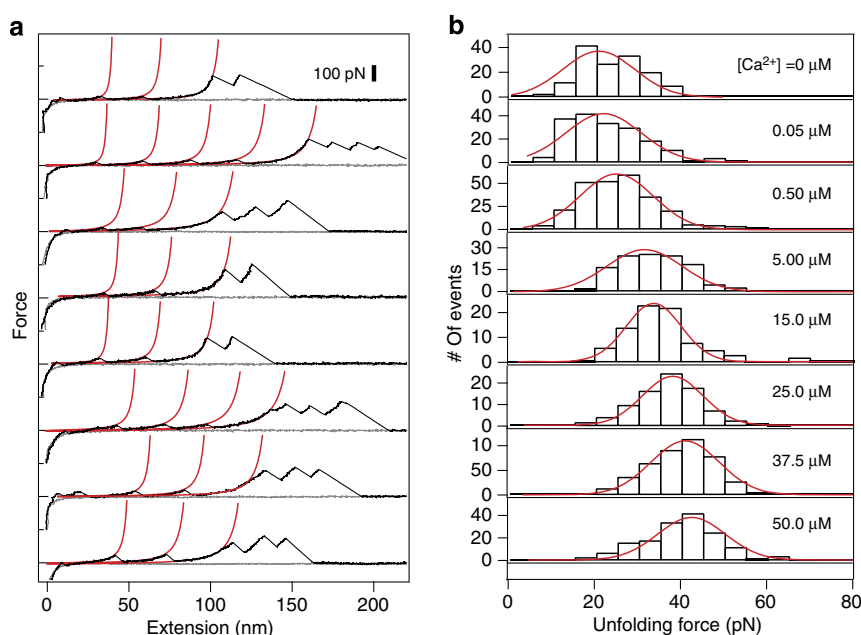 a
100 pN
Force
0 50 100 150 200
Extension (nm)
b
40
20
0
[Ca2+] =0 μM
40
20
0
0.05 μM
50
0
0.50 μM
30
15
0
5.00 μM
20
10
0
15.0 μM
20
10
0
25.0 μM
10
50
0
37.5 μM
40
20
0
50.0 μM
# Of events
0 20 40 60 80
Unfolding force (pN)